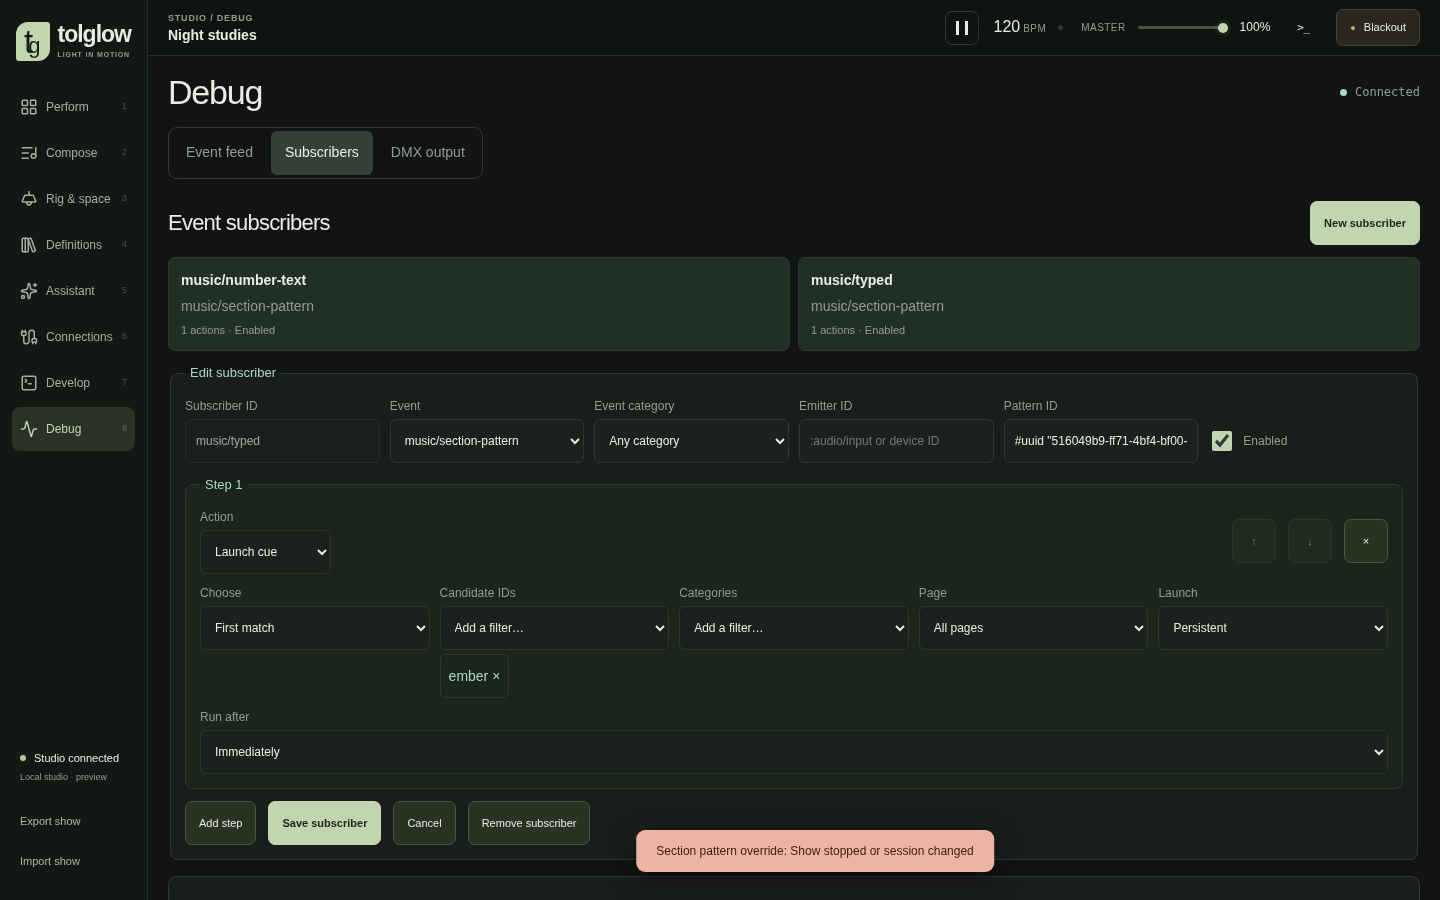 tg tolglow
LIGHT IN MOTION
Perform 1
Compose 2
Rig & space 3
Definitions 4
Assistant 5
Connections 6
Develop 7
Debug 8
Studio connected
Local studio · preview
Export show
Import show
STUDIO / DEBUG
Night studies
120 BPM
MASTER 100%
>_
Blackout
Debug
Connected
Event feed Subscribers DMX output
Event subscribers
New subscriber
music/number-text
music/section-pattern
1 actions · Enabled
music/typed
music/section-pattern
1 actions · Enabled
Edit subscriber
Subscriber ID Event Event category Emitter ID Pattern ID
music/typed music/section-pattern Any category :audio/input or device ID #uuid "516049b9-ff71-4bf4-bf00- Enabled
Step 1
Action
Launch cue ↑ ↓ ×
Choose Candidate IDs Categories Page Launch
First match Add a filter… Add a filter… All pages Persistent
ember ×
Run after
Immediately
Add step Save subscriber Cancel Remove subscriber
Section pattern override: Show stopped or session changed